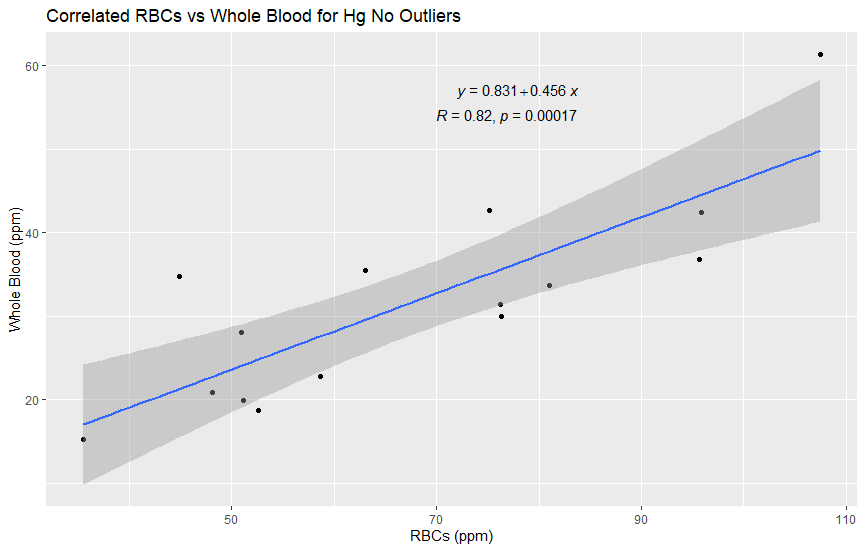 Correlated RBCs vs Whole Blood for Hg No Outliers
y = 0.831+0.456 x
R = 0.82, p = 0.00017
Whole Blood (ppm)
60
40
20
50
70
90
110
RBCs (ppm)